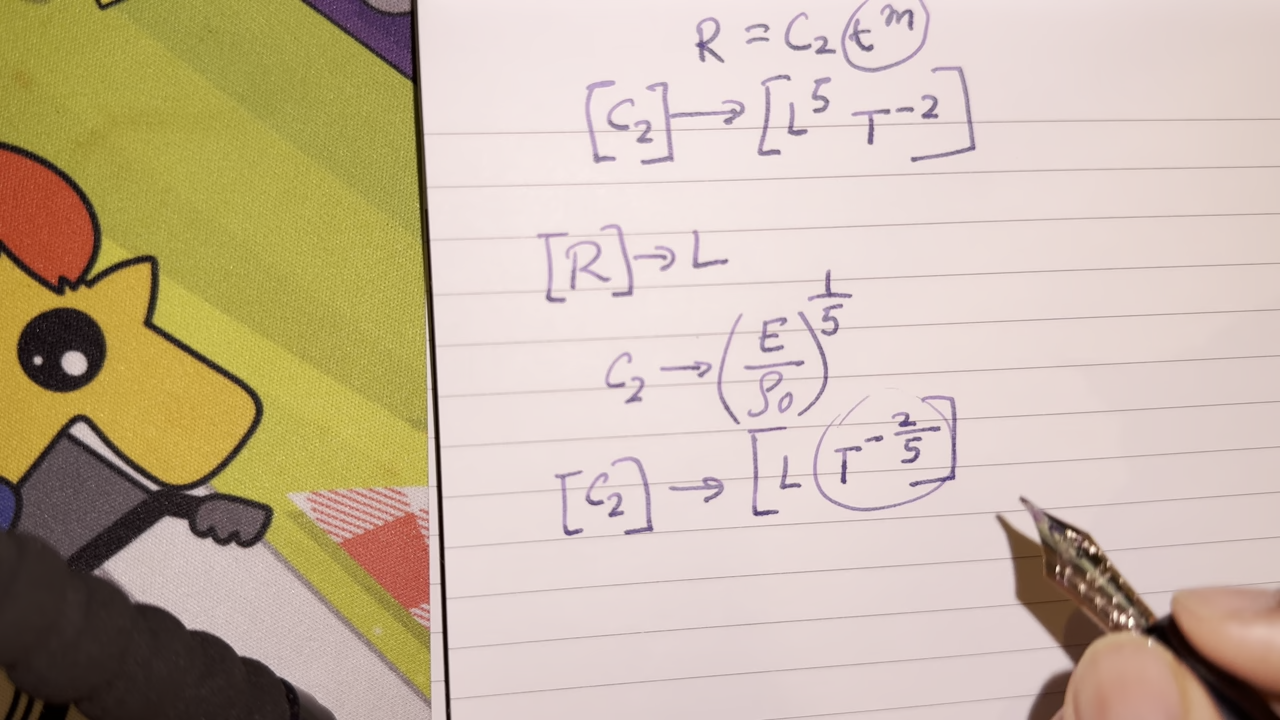 R = C₂ t^m
[C₂] → [L⁵ T⁻²]
[R] → L
C₂ → (E/ρ₀)^(1/5)
[C₂] → [L T^(-2/5)]